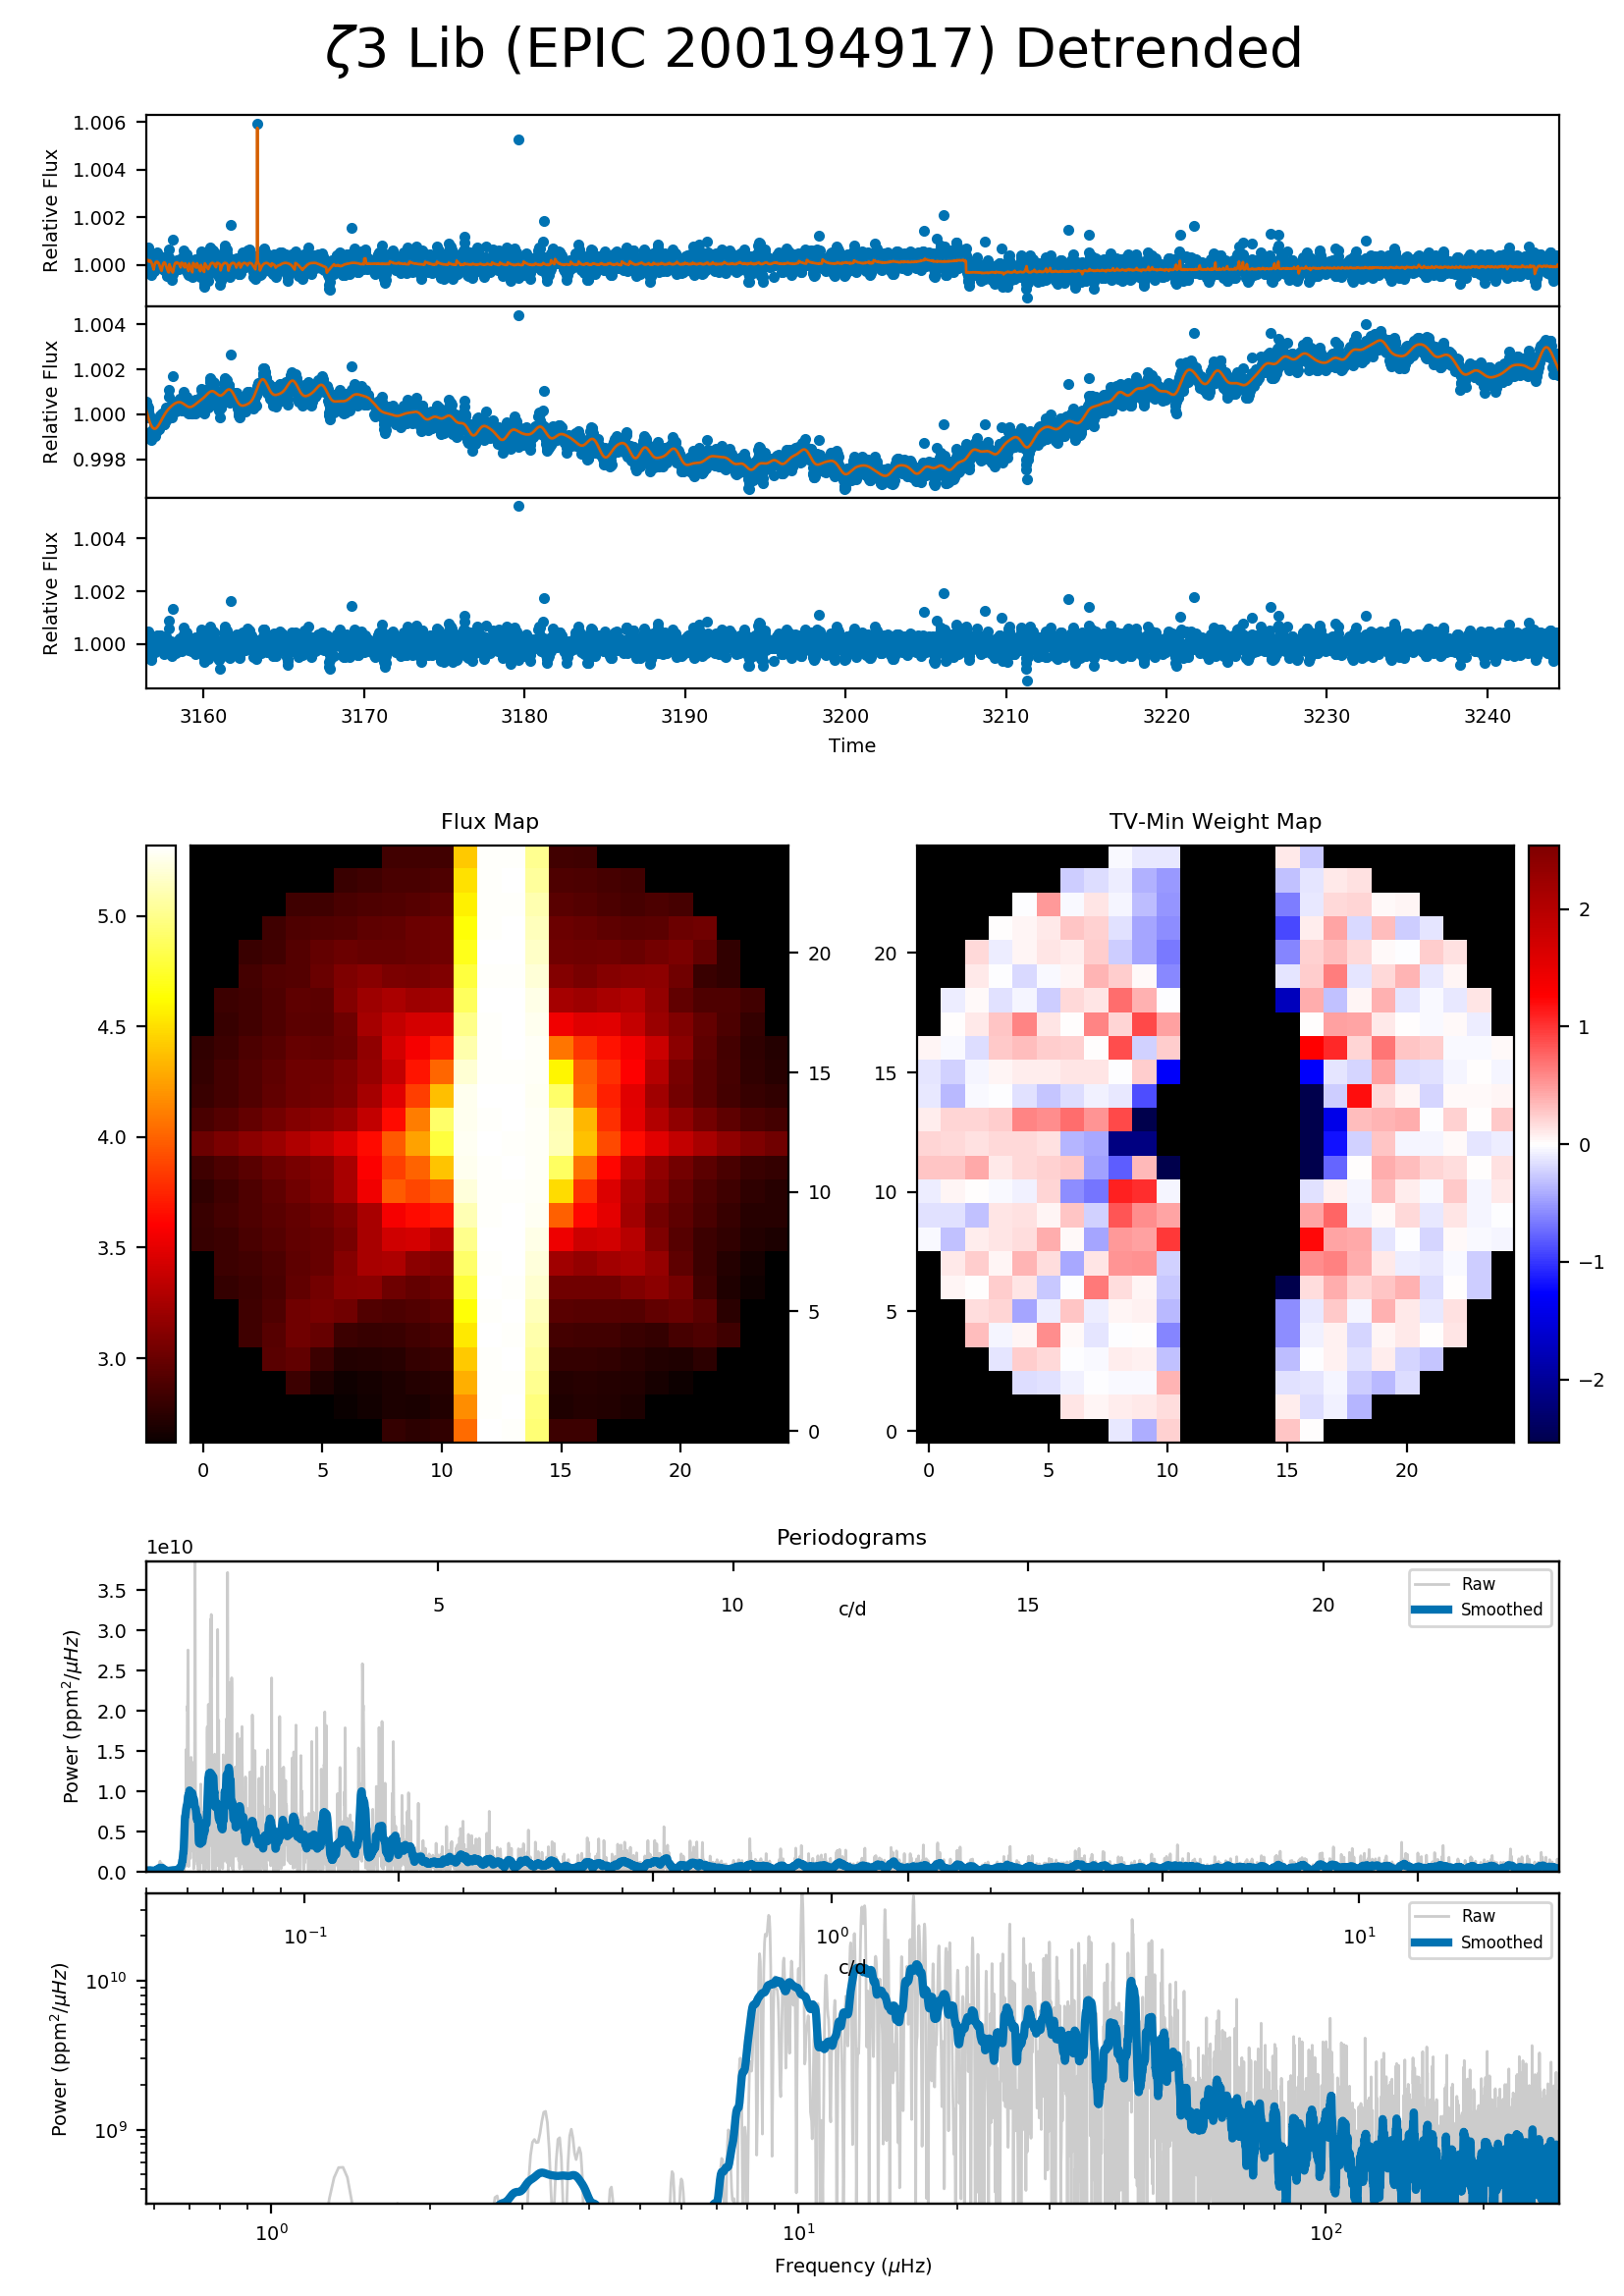 ζ3 Lib (EPIC 200194917) Detrended
1.006
1.004
1.002
1.000
Relative Flux
1.004
1.002
1.000
0.998
Relative Flux
1.004
1.002
1.000
Relative Flux
3160 3170 3180 3190 3200 3210 3220 3230 3240
Time
Flux Map
5.0
4.5
4.0
3.5
3.0
20
15
10
5
0
0 5 10 15 20
TV-Min Weight Map
20
15
10
5
0
0 5 10 15 20
2
1
0
−1
−2
Periodograms
1e10
3.5
3.0
2.5
2.0
1.5
1.0
0.5
0.0
Power (ppm²/μHz)
5 10 15 20
c/d
Raw
Smoothed
10⁻¹ 10⁰ 10¹
c/d
Raw
Smoothed
10¹⁰
10⁹
Power (ppm²/μHz)
10⁰ 10¹ 10²
Frequency (μHz)